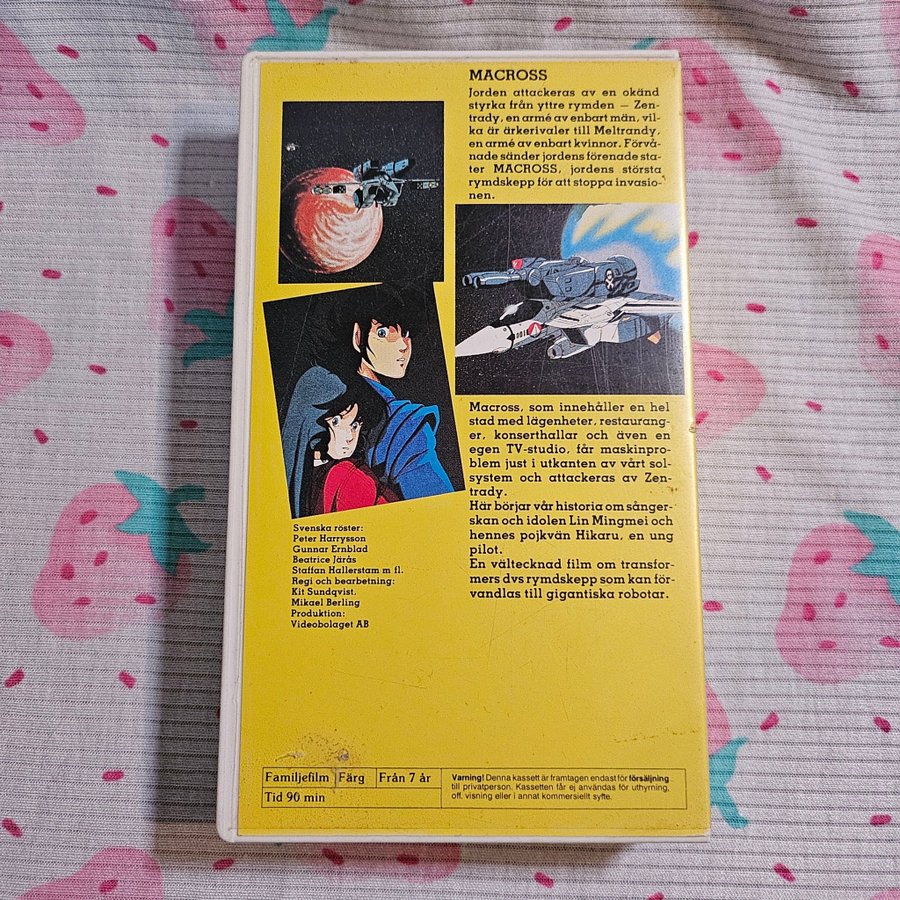 MACROSS
Jorden attackeras av en okänd
styrka från yttre rymden — Zen-
trady, en armé av enbart män, vil-
ka är ärkerivaler till Meltrandy,
en armé av enbart kvinnor. Förvå-
nade sänder jordens förenade sta-
ter MACROSS, jordens största
rymdskepp för att stoppa invasio-
nen.
Macross, som innehåller en hel
stad med lägenheter, restaurang-
er, konserthallar och även en
egen TV-studio, får maskinpro-
blem just i utkanten av vårt sol-
system och attackeras av Zen-
trady.
Här börjar vår historia om sånger-
skan och idolen Lin Mingmei och
hennes pojkvän Hikaru, en ung
pilot.
En vältecknad film om transfor-
mers dvs rymdskepp som kan för-
vandlas till gigantiska robotar.
Svenska röster:
Peter Harrysson
Gunnar Ernblad
Beatrice Järås
Staffan Hallerstam m fl.
Regi och bearbetning:
Kit Sundqvist.
Mikael Berling
Produktion:
Videobolaget AB
Familjefilm Färg Från 7 år
Tid 90 min
Varning! Denna kassett är framtagen endast för försäljning
till privatperson. Kassetten får ej användas för uthyrning,
off. visning eller i annat kommersiellt syfte.